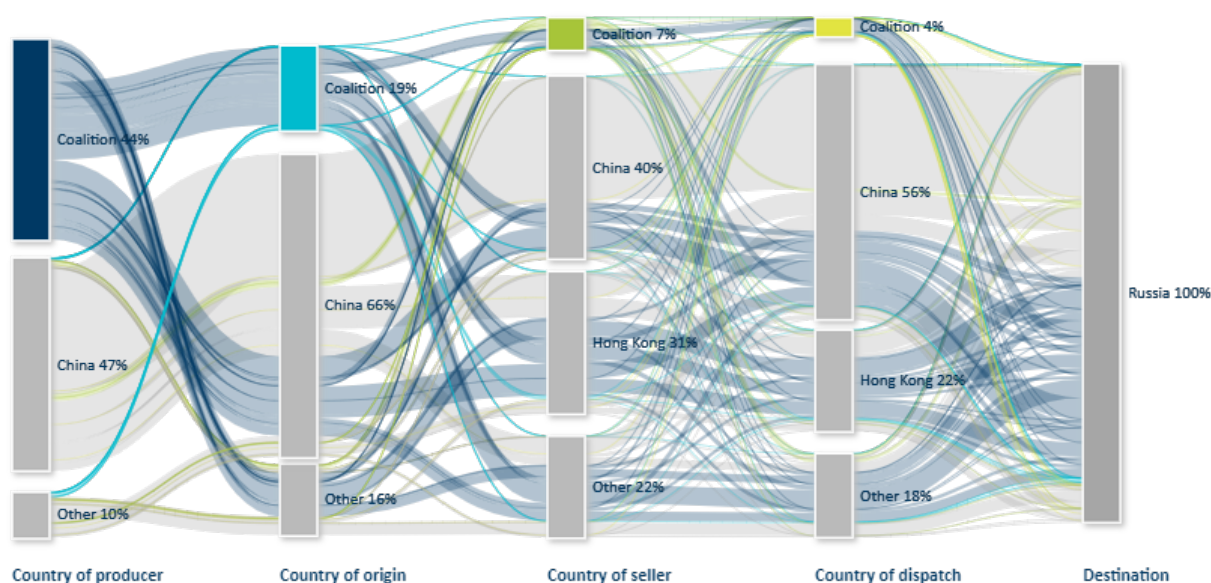 Coalition 44%
China 47%
Other 10%
Coalition 19%
China 66%
Other 16%
Coalition 7%
China 40%
Hong Kong 31%
Other 22%
Coalition 4%
China 56%
Hong Kong 22%
Other 18%
Russia 100%
Country of producer
Country of origin
Country of seller
Country of dispatch
Destination